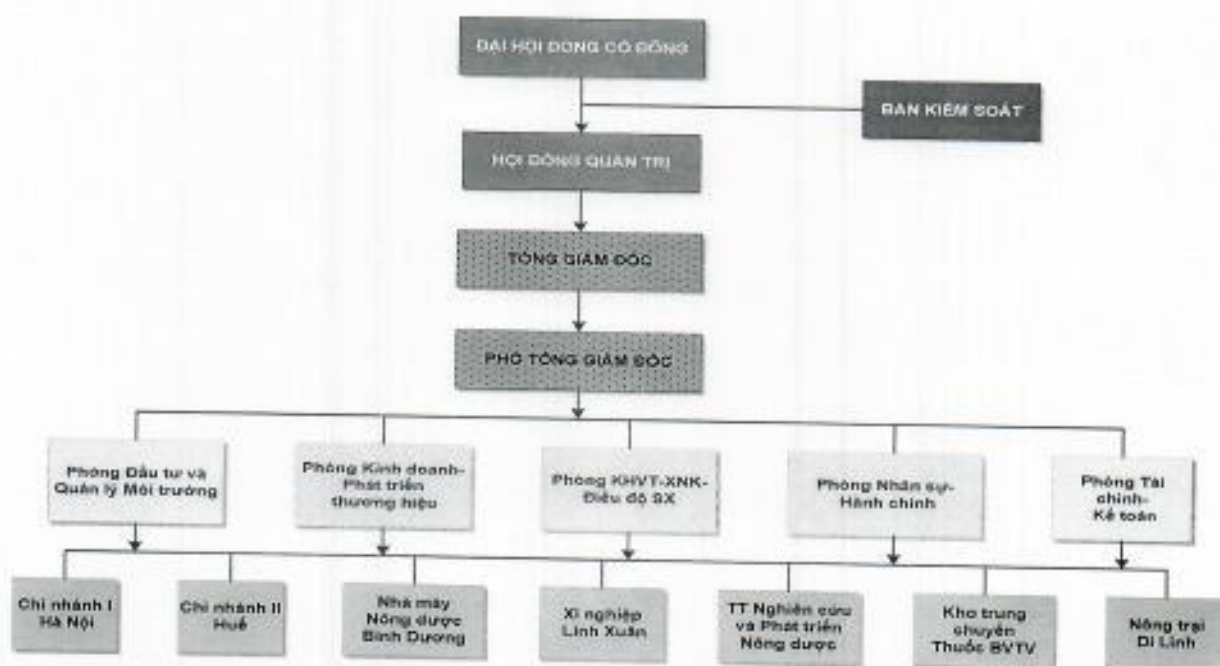 ĐẠI HỘI ĐỒNG CỔ ĐÔNG
BAN KIỂM SOÁT
HỘI ĐỒNG QUẢN TRỊ
TỔNG GIÁM ĐỐC
PHÓ TỔNG GIÁM ĐỐC
Phòng Đầu tư và
Quản lý Môi trường
Phòng Kinh doanh-
Phát triển
thương hiệu
Phòng KHVT-XNK-
Điều độ SX
Phòng Nhân sự-
Hành chính
Phòng Tài
chính-
Kế toán
Chi nhánh I
Hà Nội
Chi nhánh II
Huế
Nhà máy
Nông dược
Bình Dương
Xí nghiệp
Linh Xuân
TT Nghiên cứu
và Phát triển
Nông dược
Kho trung
chuyển
Thuốc BVTV
Nông trại
Di Linh